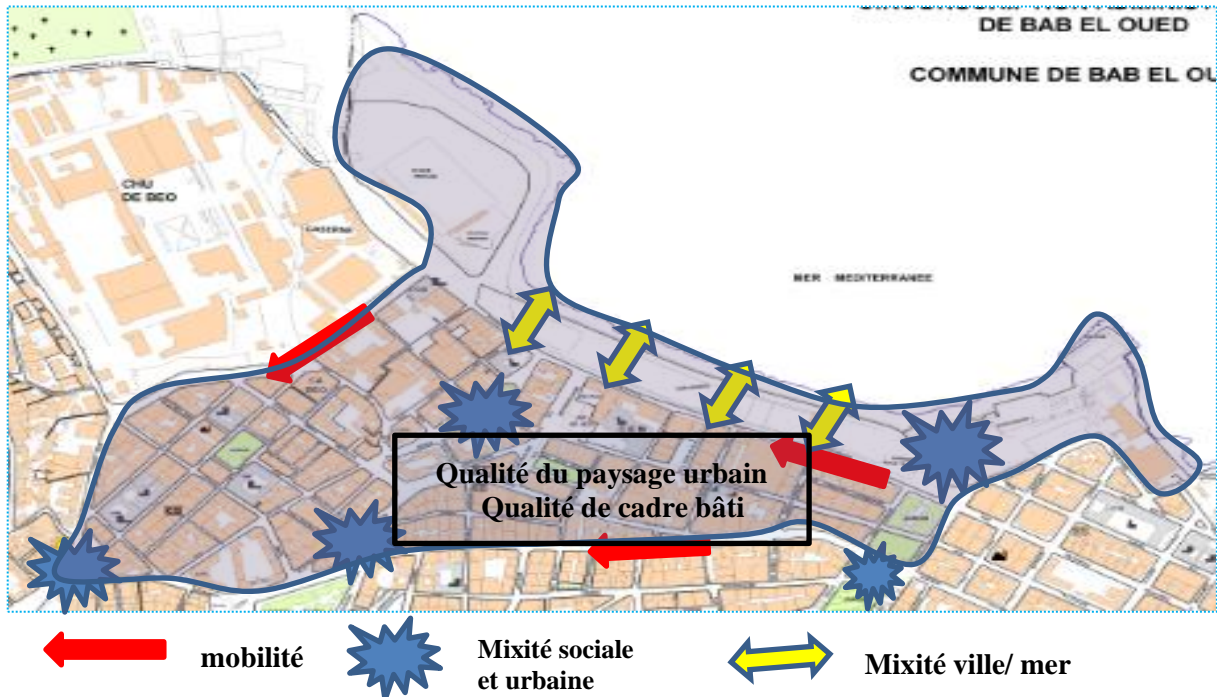 DE BAB EL OUED
COMMUNE DE BAB EL OU
CHU
DE BEO
CASERNE
MER MEDITERRANEE
Qualité du paysage urbain
Qualité de cadre bâti
mobilité
Mixité sociale
et urbaine
Mixité ville/ mer